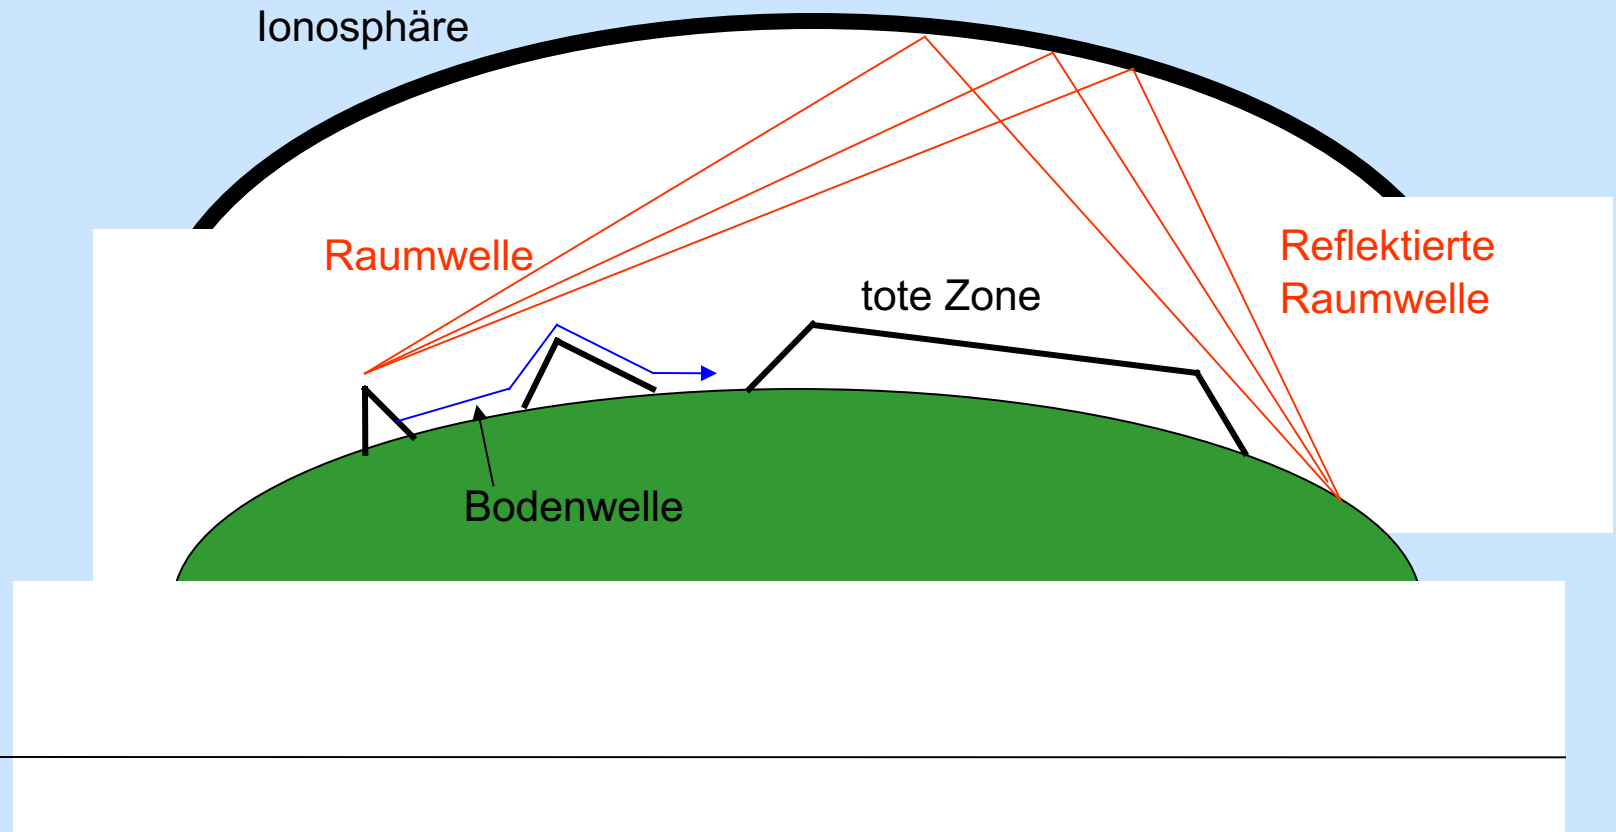 Ionosphäre
Raumwelle
Reflektierte
Raumwelle
tote Zone
Bodenwelle